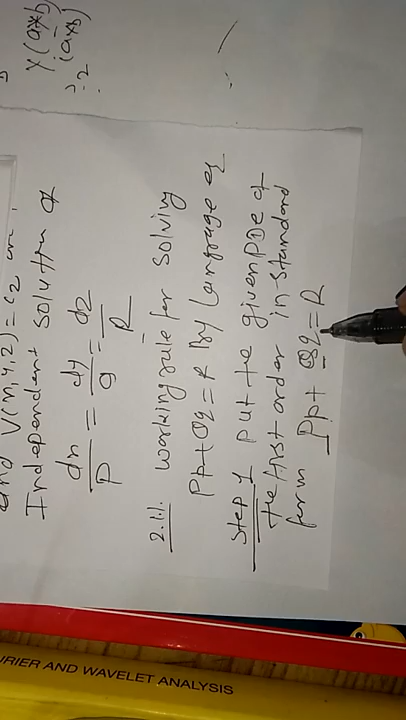 and V(x,y,z)=c2 are.
Independent solution of
dx/P = dy/q = dz/R
2.1.1. working rule for solving
Pp+Qq=R by Langrage of
Step 1 put the given PDE of
the first order in standard
form Pp+Qq=R
(a×b)
FOURIER AND WAVELET ANALYSIS